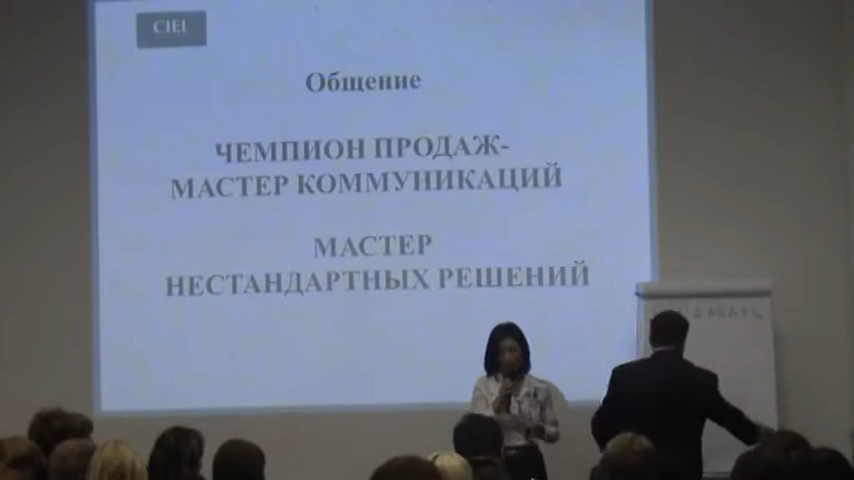 CIEL
Общение
ЧЕМПИОН ПРОДАЖ-
МАСТЕР КОММУНИКАЦИЙ
МАСТЕР
НЕСТАНДАРТНЫХ РЕШЕНИЙ